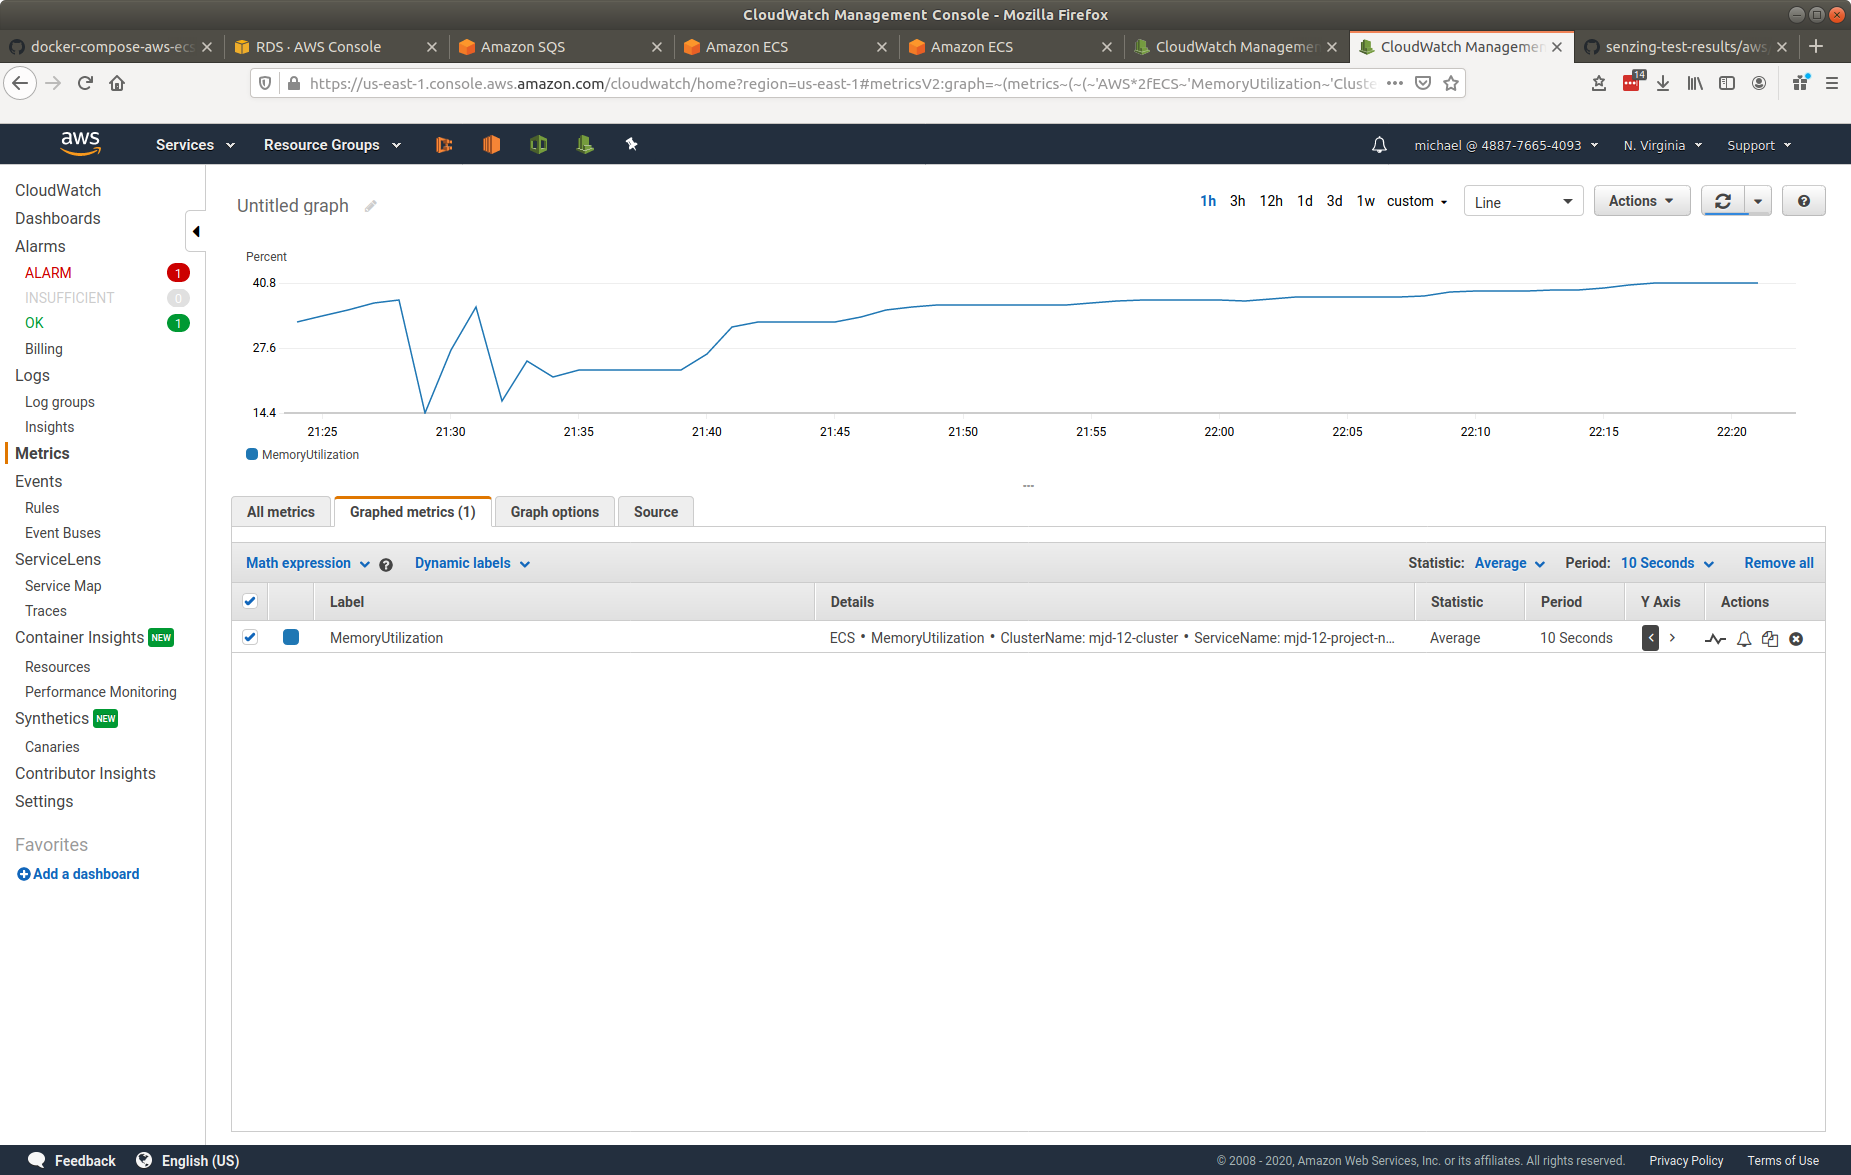 CloudWatch Management Console - Mozilla Firefox
docker-compose-aws-ecs
RDS · AWS Console
Amazon SQS
Amazon ECS
Amazon ECS
CloudWatch Managemen
CloudWatch Managemen
senzing-test-results/aws
https://us-east-1.console.aws.amazon.com/cloudwatch/home?region=us-east-1#metricsV2:graph=~(metrics~(~(~'AWS*2fECS~'MemoryUtilization~'Cluste
14
aws
Services
Resource Groups
michael @ 4887-7665-4093
N. Virginia
Support
CloudWatch
Dashboards
Alarms
ALARM 1
INSUFFICIENT 0
OK 1
Billing
Logs
Log groups
Insights
Metrics
Events
Rules
Event Buses
ServiceLens
Service Map
Traces
Container Insights NEW
Resources
Performance Monitoring
Synthetics NEW
Canaries
Contributor Insights
Settings
Favorites
Add a dashboard
Untitled graph
1h 3h 12h 1d 3d 1w custom
Line
Actions
Percent
40.8
27.6
14.4
21:25 21:30 21:35 21:40 21:45 21:50 21:55 22:00 22:05 22:10 22:15 22:20
MemoryUtilization
All metrics
Graphed metrics (1)
Graph options
Source
Math expression
Dynamic labels
Statistic: Average
Period: 10 Seconds
Remove all
Label Details Statistic Period Y Axis Actions
MemoryUtilization ECS • MemoryUtilization • ClusterName: mjd-12-cluster • ServiceName: mjd-12-project-n... Average 10 Seconds
Feedback
English (US)
© 2008 - 2020, Amazon Web Services, Inc. or its affiliates. All rights reserved.
Privacy Policy
Terms of Use